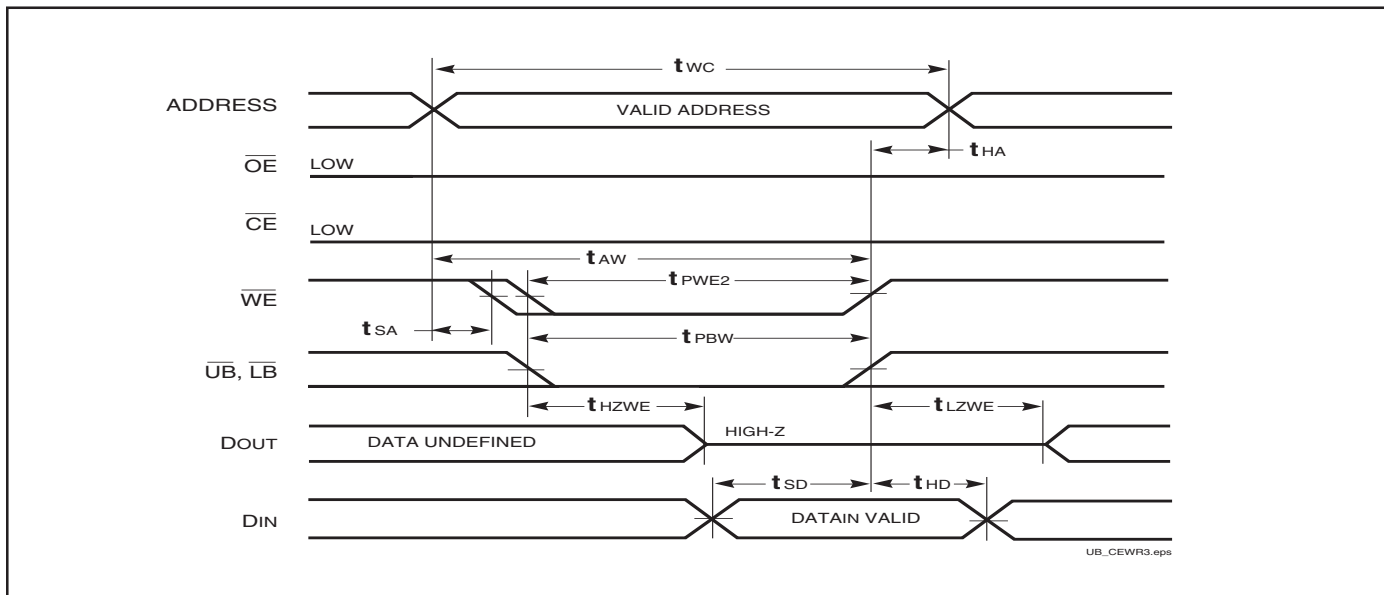 tWC
ADDRESS
VALID ADDRESS
tHA
OE LOW
CE LOW
tAW
tPWE2
WE
tSA
tPBW
UB, LB
tHZWE
tLZWE
DOUT
DATA UNDEFINED
HIGH-Z
tSD
tHD
DIN
DATAIN VALID
UB_CEWR3.eps